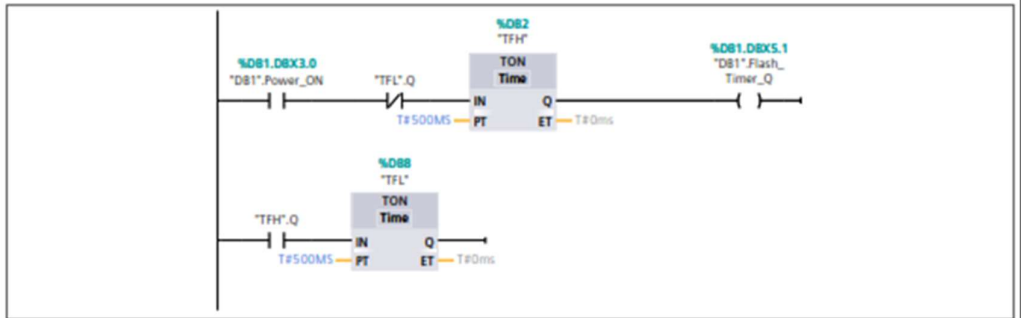 %DB2
"TFH"
%DB1.DBX3.0
%DB1.DBX5.1
"DB1".Power_ON
"TFL".Q
TON
"DB1".Flash_
Time
Timer_Q
IN
Q
T#500MS
PT
ET
T#0ms
%DB8
"TFL"
TON
"TFH".Q
Time
IN
Q
T#500MS
PT
ET
T#0ms